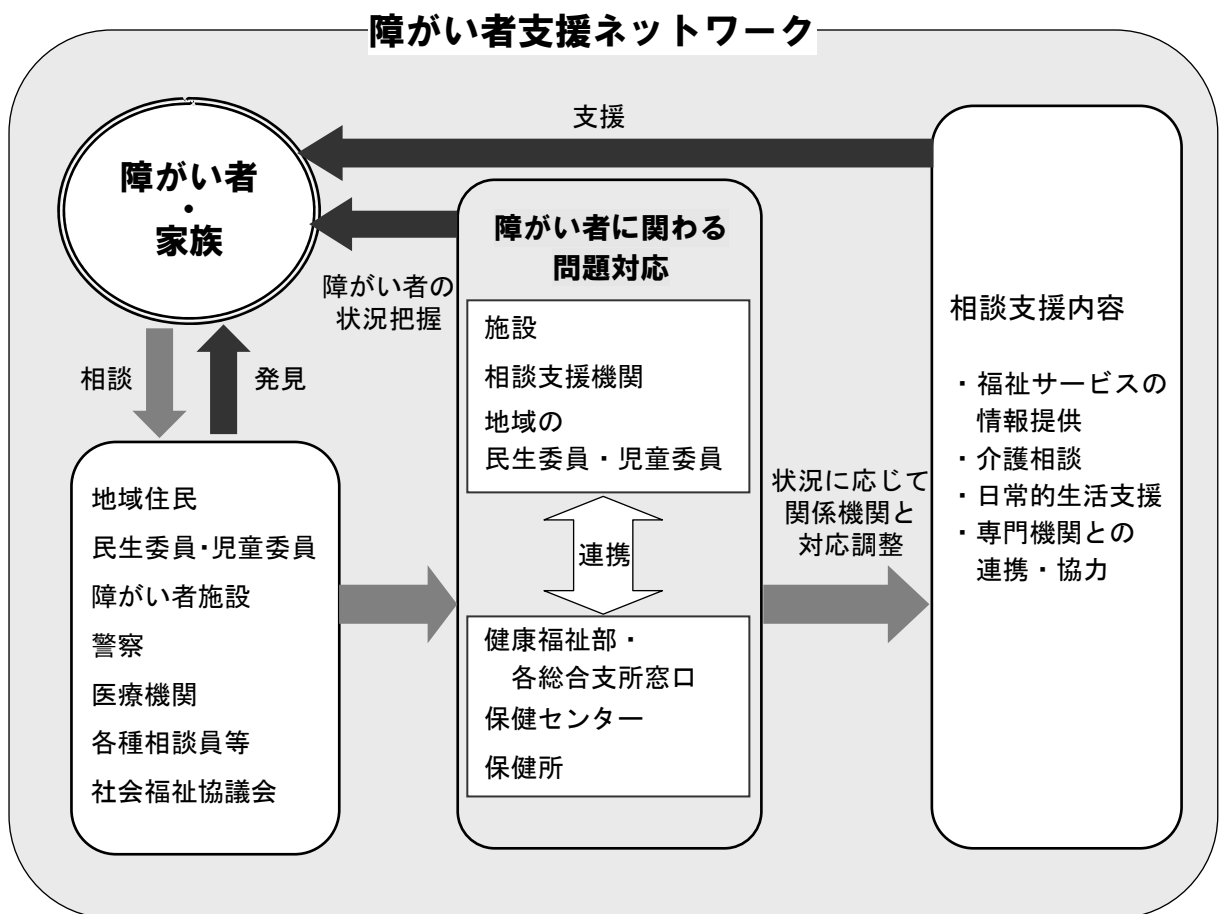 障がい者支援ネットワーク
支援
障がい者
・
家族
障がい者の
状況把握
相談
発見
地域住民
民生委員・児童委員
障がい者施設
警察
医療機関
各種相談員等
社会福祉協議会
障がい者に関わる
問題対応
施設
相談支援機関
地域の
民生委員・児童委員
連携
健康福祉部・
各総合支所窓口
保健センター
保健所
状況に応じて
関係機関と
対応調整
相談支援内容
・福祉サービスの
情報提供
・介護相談
・日常的生活支援
・専門機関との
連携・協力